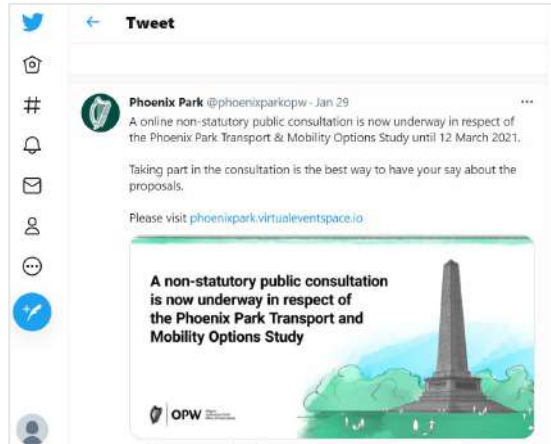 Tweet
Phoenix Park @phoenixparkopw · Jan 29
A online non-statutory public consultation is now underway in respect of
the Phoenix Park Transport & Mobility Options Study until 12 March 2021.
Taking part in the consultation is the best way to have your say about the
proposals.
Please visit phoenixpark.virtualeventspace.io
A non-statutory public consultation
is now underway in respect of
the Phoenix Park Transport and
Mobility Options Study
OPW